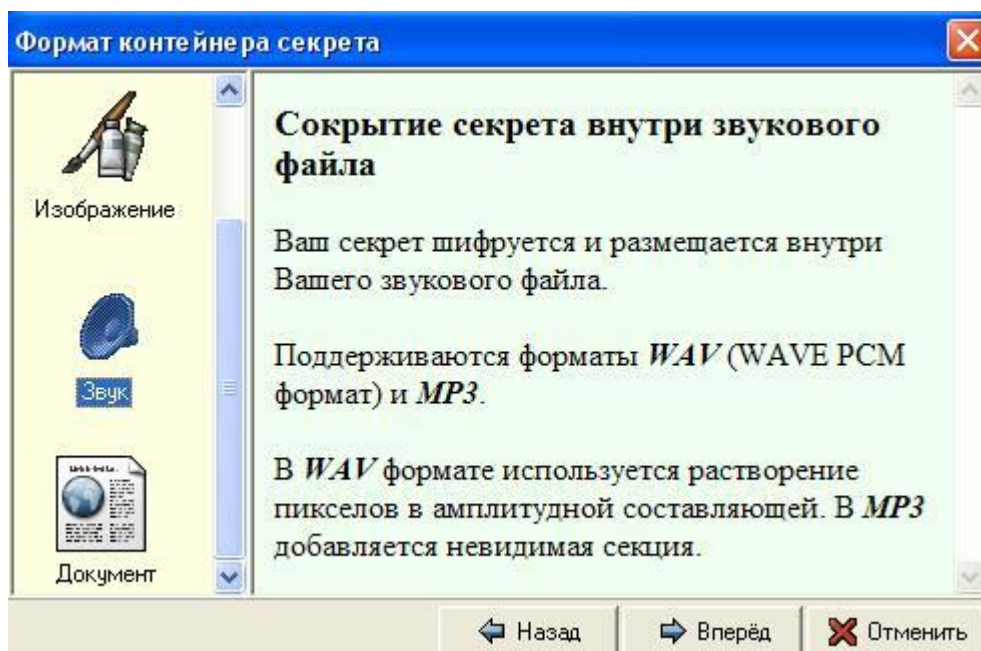 Формат контейнера секрета
Изображение
Звук
Документ
Сокрытие секрета внутри звукового
файла
Ваш секрет шифруется и размещается внутри
Вашего звукового файла.
Поддерживаются форматы WAV (WAVE PCM
формат) и MP3.
В WAV формате используется растворение
пикселов в амплитудной составляющей. В MP3
добавляется невидимая секция.
Назад
Вперёд
Отменить